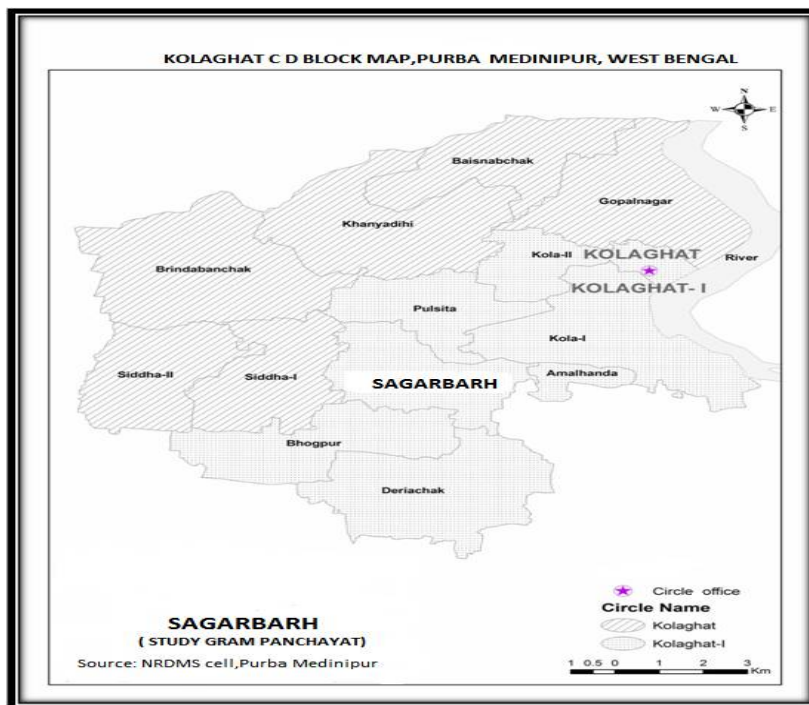 KOLAGHAT C D BLOCK MAP,PURBA MEDINIPUR, WEST BENGAL
N
W E
S
Baisnabchak
Gopalnagar
Khanyadihi
Kola-II
KOLAGHAT
River
Brindabanchak
KOLAGHAT- I
Pulsita
Kola-I
Siddha-II
Siddha-I
SAGARBARH
Amalhanda
Bhogpur
Deriachak
SAGARBARH
( STUDY GRAM PANCHAYAT)
Source: NRDMS cell,Purba Medinipur
Circle office
Circle Name
Kolaghat
Kolaghat-I
1 0.5 0 1 2 3
Km